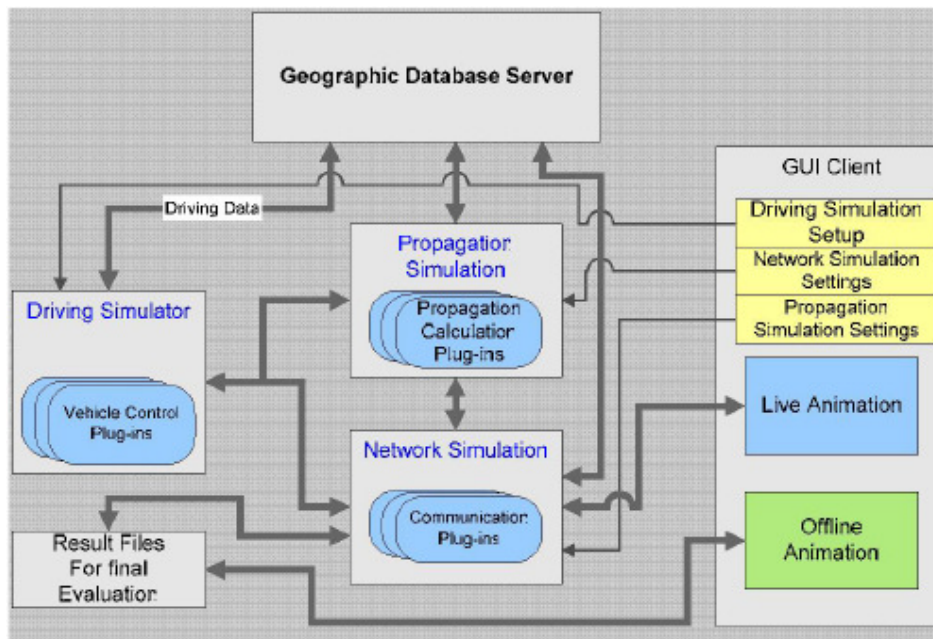 Geographic Database Server
GUI Client
Driving Data
Driving Simulation
Setup
Network Simulation
Settings
Propagation
Simulation Settings
Propagation
Simulation
Propagation
Calculation
Plug-ins
Driving Simulator
Vehicle Control
Plug-ins
Live Animation
Network Simulation
Communication
Plug-ins
Offline
Animation
Result Files
For final
Evaluation